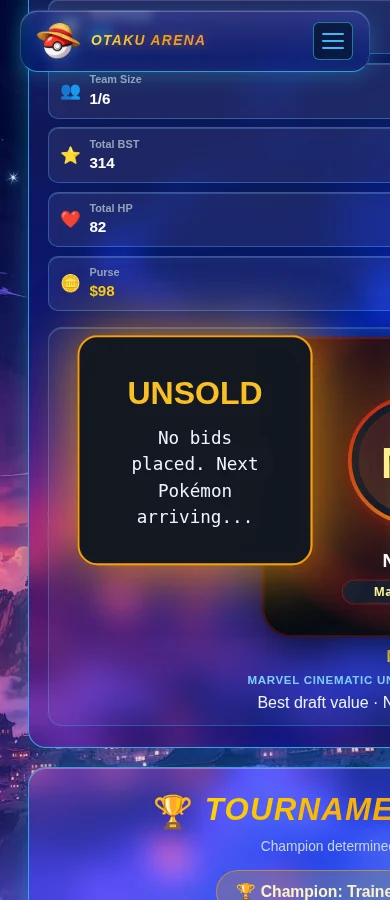 OTAKU ARENA
Team Size
1/6
Total BST
314
Total HP
82
Purse
$98
UNSOLD
No bids
placed. Next
Pokémon
arriving...
MARVEL CINEMATIC UN
Best draft value · N
TOURNAME
Champion determine
Champion: Traine